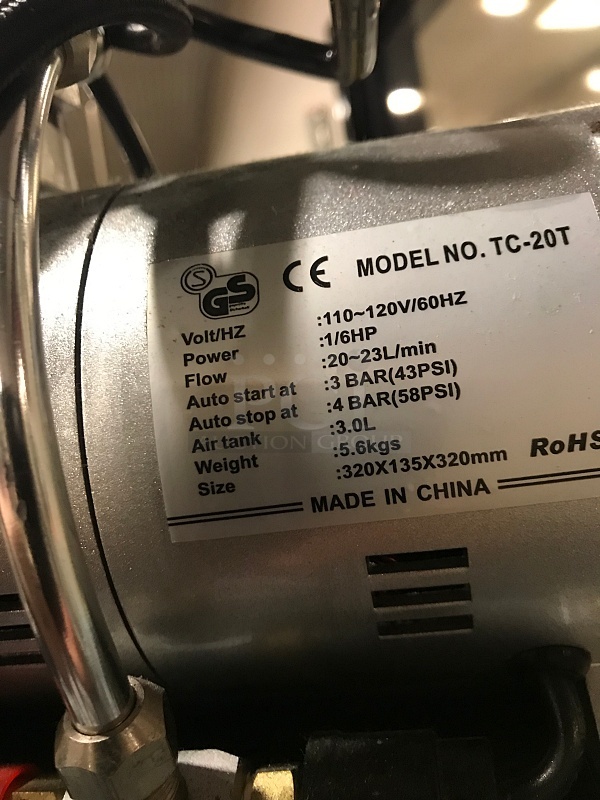 S GS CE MODEL NO. TC-20T
Volt/HZ :110~120V/60HZ
Power :1/6HP
Flow :20~23L/min
Auto start at :3 BAR(43PSI)
Auto stop at :4 BAR(58PSI)
Air tank :3.0L
Weight :5.6kgs
Size :320X135X320mm
RoHS
MADE IN CHINA